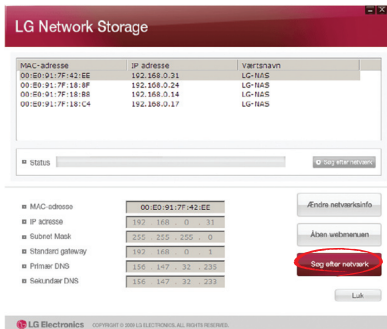 LG Network Storage
MAC-adresse IP adresse Værtsnavn
00:E0:91:7F:42:EE 192.168.0.31 LG-NAS
00:E0:91:7F:18:8F 192.168.0.24 LG-NAS
00:E0:91:7F:18:B8 192.168.0.14 LG-NAS
00:E0:91:7F:18:C4 192.168.0.17 LG-NAS
Status Søg efter netværk
MAC-adresse 00:E0:91:7F:42:EE Ændre netværksinfo
IP adresse 192 . 168 . 0 . 31
Subnet Mask 255 . 255 . 255 . 0 Åben webmenuen
Standard gateway 192 . 168 . 0 . 1
Primær DNS 156 . 147 . 32 . 233 Søg efter netværk
Sekundær DNS 156 . 147 . 32 . 233
Luk
LG Electronics COPYRIGHT © 2009 LG ELECTRONICS. ALL RIGHTS RESERVED.